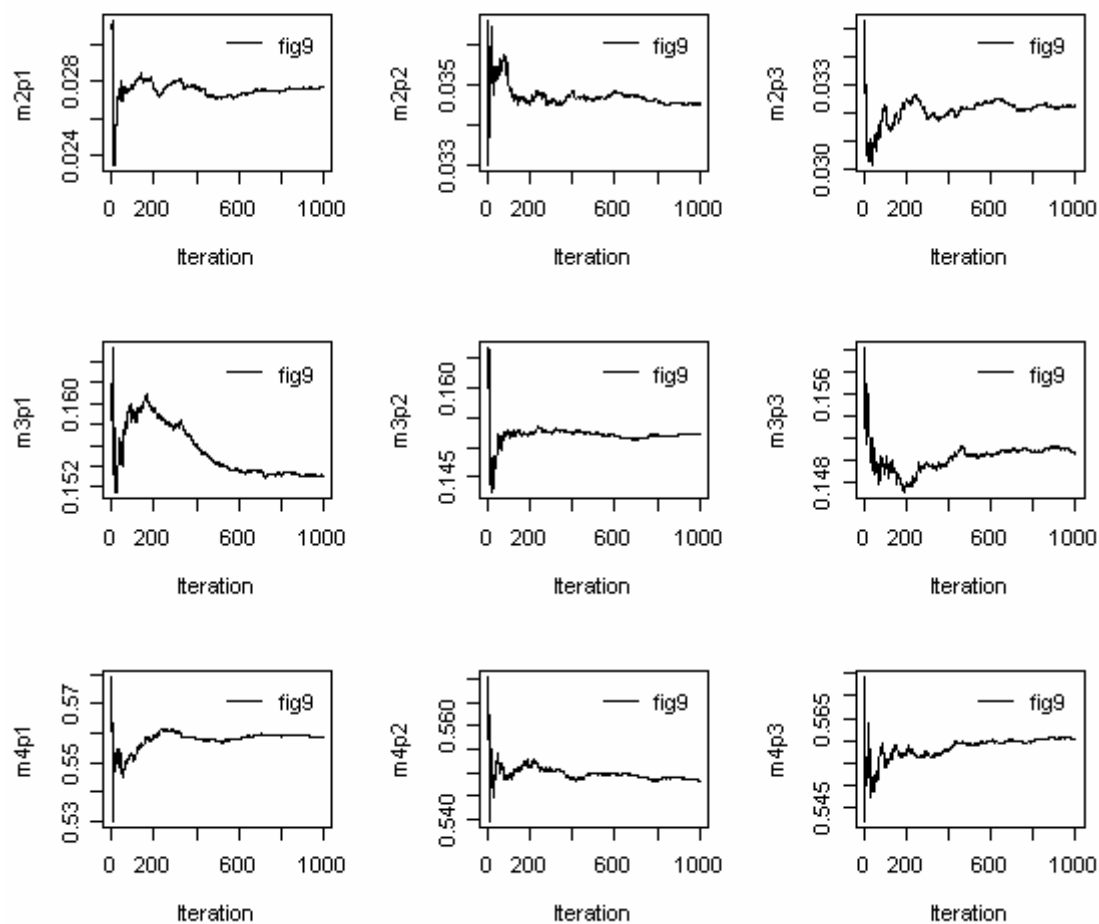 m2p1
0.024
0.028
fig9
0 200 600 1000
Iteration
m2p2
0.033
0.035
fig9
0 200 600 1000
Iteration
m2p3
0.030
0.033
fig9
0 200 600 1000
Iteration
m3p1
0.152
0.160
fig9
0 200 600 1000
Iteration
m3p2
0.145
0.160
fig9
0 200 600 1000
Iteration
m3p3
0.148
0.156
fig9
0 200 600 1000
Iteration
m4p1
0.53
0.55
0.57
fig9
0 200 600 1000
Iteration
m4p2
0.540
0.560
fig9
0 200 600 1000
Iteration
m4p3
0.545
0.565
fig9
0 200 600 1000
Iteration